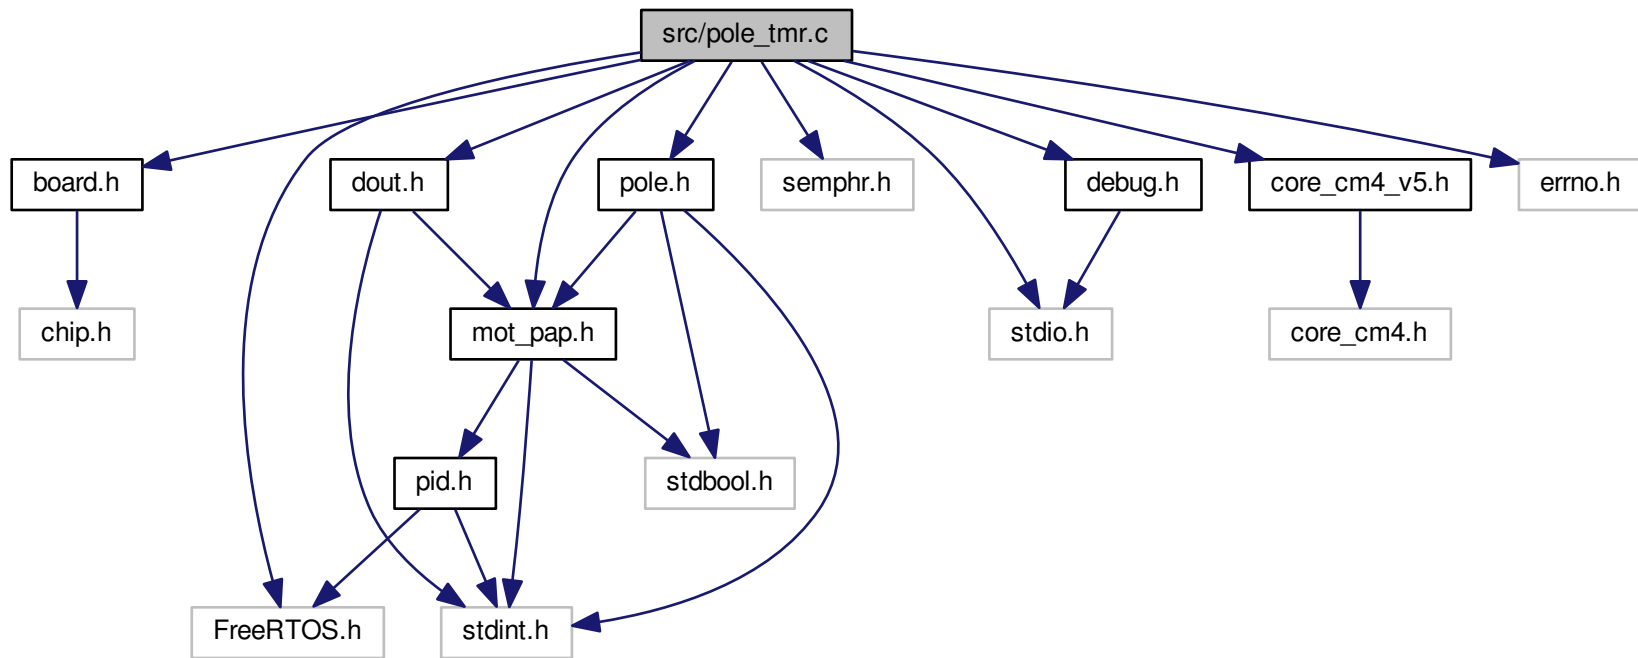 src/pole_tmr.c
board.h
dout.h
pole.h
semphr.h
debug.h
core_cm4_v5.h
errno.h
chip.h
mot_pap.h
stdio.h
core_cm4.h
pid.h
stdbool.h
FreeRTOS.h
stdint.h